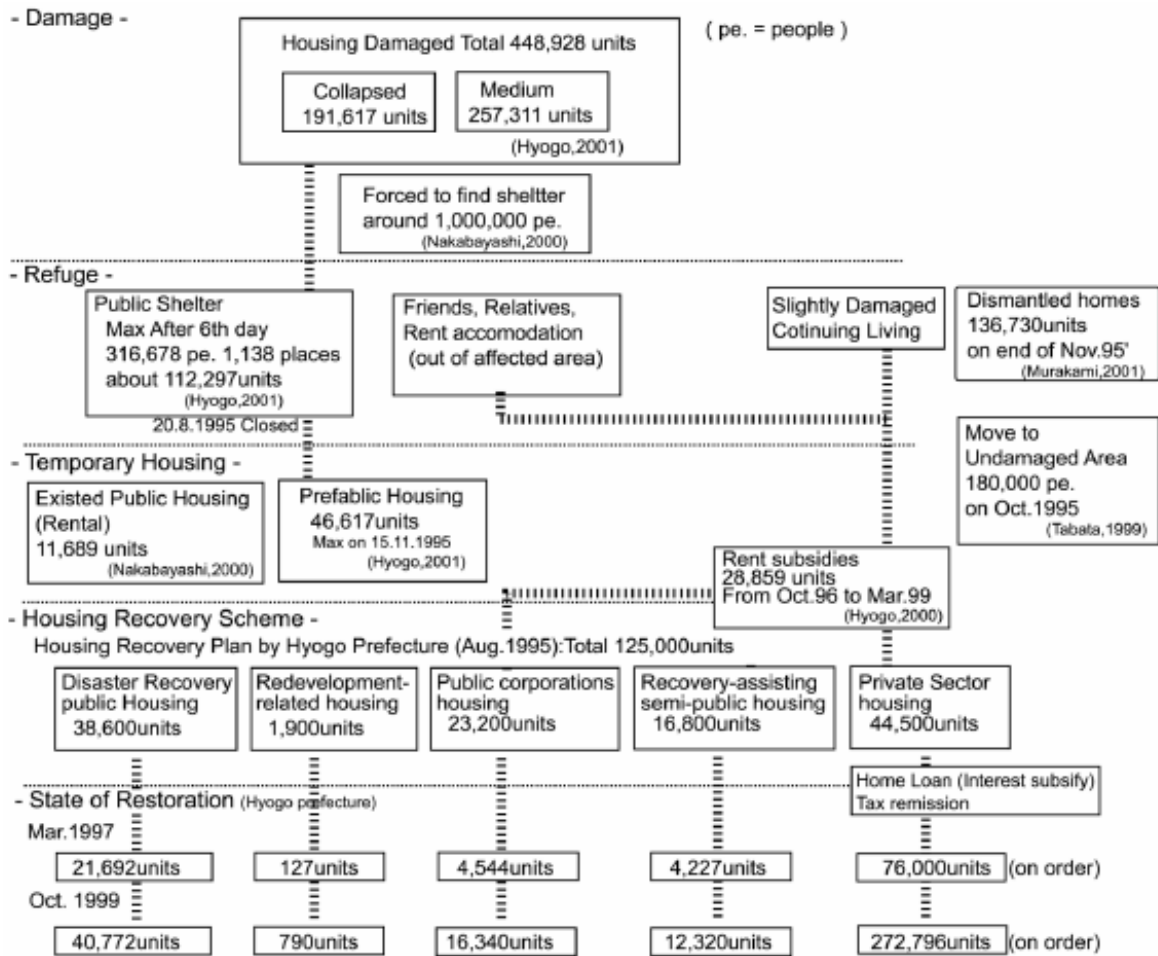 - Damage -
Housing Damaged Total 448,928 units
( pe. = people )
Collapsed
191,617 units
Medium
257,311 units
(Hyogo,2001)
Forced to find sheltter
around 1,000,000 pe.
(Nakabayashi,2000)
- Refuge -
Public Shelter
Max After 6th day
316,678 pe. 1,138 places
about 112,297units
(Hyogo,2001)
20.8.1995 Closed
Friends, Relatives,
Rent accomodation
(out of affected area)
Slightly Damaged
Cotinuing Living
Dismantled homes
136,730units
on end of Nov.95'
(Murakami,2001)
Move to
Undamaged Area
180,000 pe.
on Oct.1995
(Tabata,1999)
- Temporary Housing -
Existed Public Housing
(Rental)
11,689 units
(Nakabayashi,2000)
Prefablic Housing
46,617units
Max on 15.11.1995
(Hyogo,2001)
Rent subsidies
28,859 units
From Oct.96 to Mar.99
(Hyogo,2000)
- Housing Recovery Scheme -
Housing Recovery Plan by Hyogo Prefecture (Aug.1995):Total 125,000units
Disaster Recovery
public Housing
38,600units
Redevelopment-
related housing
1,900units
Public corporations
housing
23,200units
Recovery-assisting
semi-public housing
16,800units
Private Sector
housing
44,500units
Home Loan (Interest subsify)
Tax remission
- State of Restoration (Hyogo prefecture)
Mar.1997
21,692units
127units
4,544units
4,227units
76,000units (on order)
Oct. 1999
40,772units
790units
16,340units
12,320units
272,796units (on order)